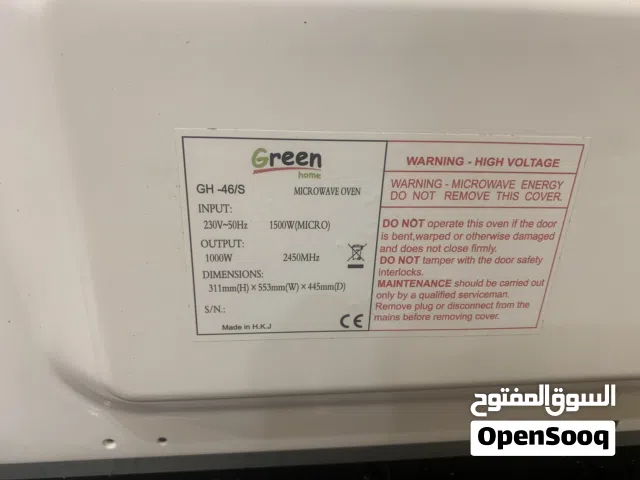 Green
home
GH -46/S MICROWAVE OVEN
INPUT:
230V~50Hz 1500W(MICRO)
OUTPUT:
1000W 2450MHz
DIMENSIONS:
311mm(H)×553mm(W)×445mm(D)
S/N.:
Made in H.K.J CE
WARNING - HIGH VOLTAGE
WARNING - MICROWAVE ENERGY
DO NOT REMOVE THIS COVER.
DO NOT operate this oven if the door
is bent,warped or otherwise damaged
and does not close firmly.
DO NOT tamper with the door safety
interlocks.
MAINTENANCE should be carried out
only by a qualified serviceman.
Remove plug or disconnect from the
mains before removing cover.
السوق المفتوح
OpenSooq